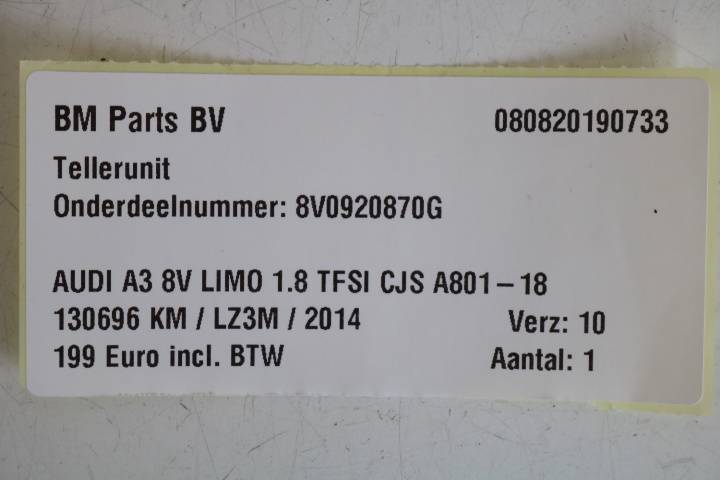 BM Parts BV 080820190733
Tellerunit
Onderdeelnummer: 8V0920870G
AUDI A3 8V LIMO 1.8 TFSI CJS A801-18
130696 KM / LZ3M / 2014 Verz: 10
199 Euro incl. BTW Aantal: 1